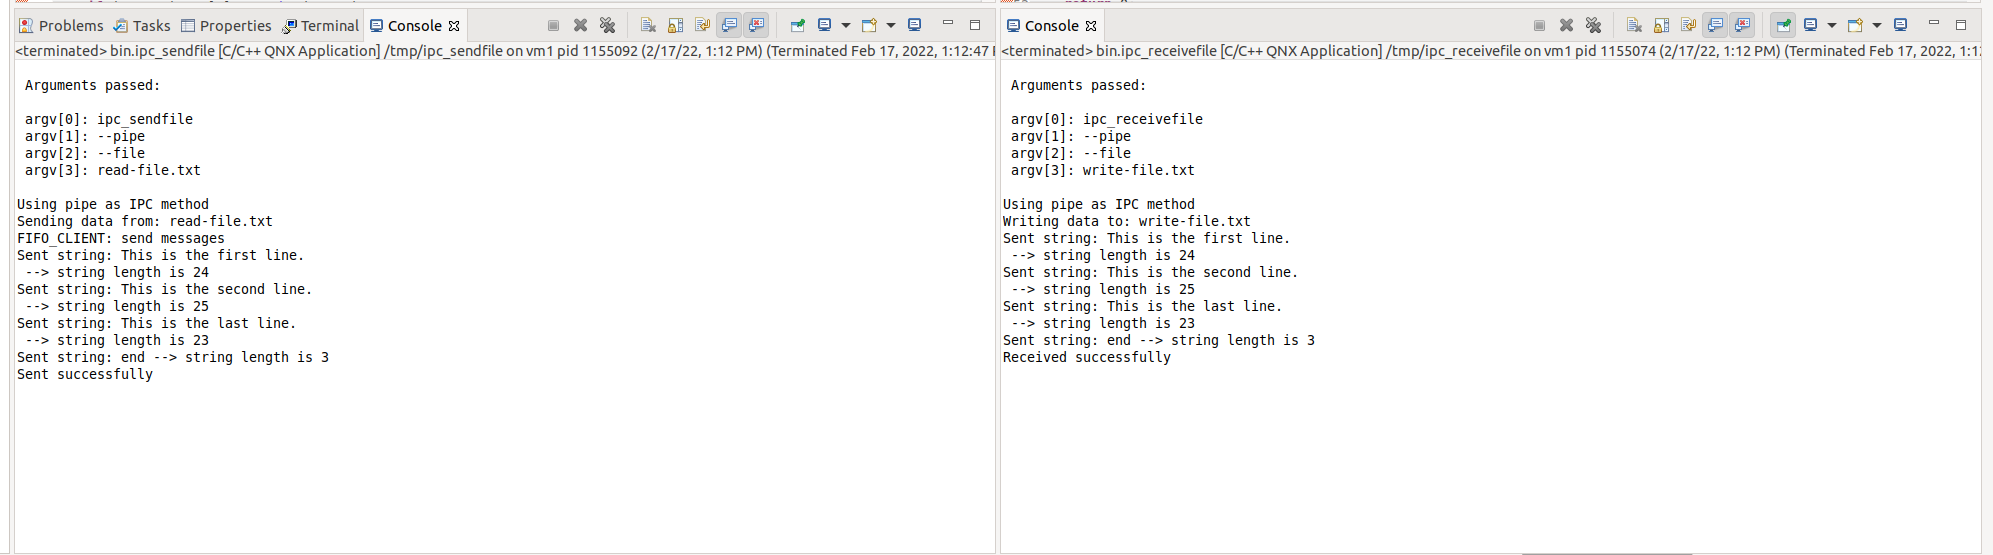 Problems Tasks Properties Terminal Console
<terminated> bin.ipc_sendfile [C/C++ QNX Application] /tmp/ipc_sendfile on vm1 pid 1155092 (2/17/22, 1:12 PM) (Terminated Feb 17, 2022, 1:12:47
Arguments passed:
argv[0]: ipc_sendfile
argv[1]: --pipe
argv[2]: --file
argv[3]: read-file.txt
Using pipe as IPC method
Sending data from: read-file.txt
FIFO_CLIENT: send messages
Sent string: This is the first line.
--> string length is 24
Sent string: This is the second line.
--> string length is 25
Sent string: This is the last line.
--> string length is 23
Sent string: end --> string length is 3
Sent successfully
Console
<terminated> bin.ipc_receivefile [C/C++ QNX Application] /tmp/ipc_receivefile on vm1 pid 1155074 (2/17/22, 1:12 PM) (Terminated Feb 17, 2022, 1:1
Arguments passed:
argv[0]: ipc_receivefile
argv[1]: --pipe
argv[2]: --file
argv[3]: write-file.txt
Using pipe as IPC method
Writing data to: write-file.txt
Sent string: This is the first line.
--> string length is 24
Sent string: This is the second line.
--> string length is 25
Sent string: This is the last line.
--> string length is 23
Sent string: end --> string length is 3
Received successfully